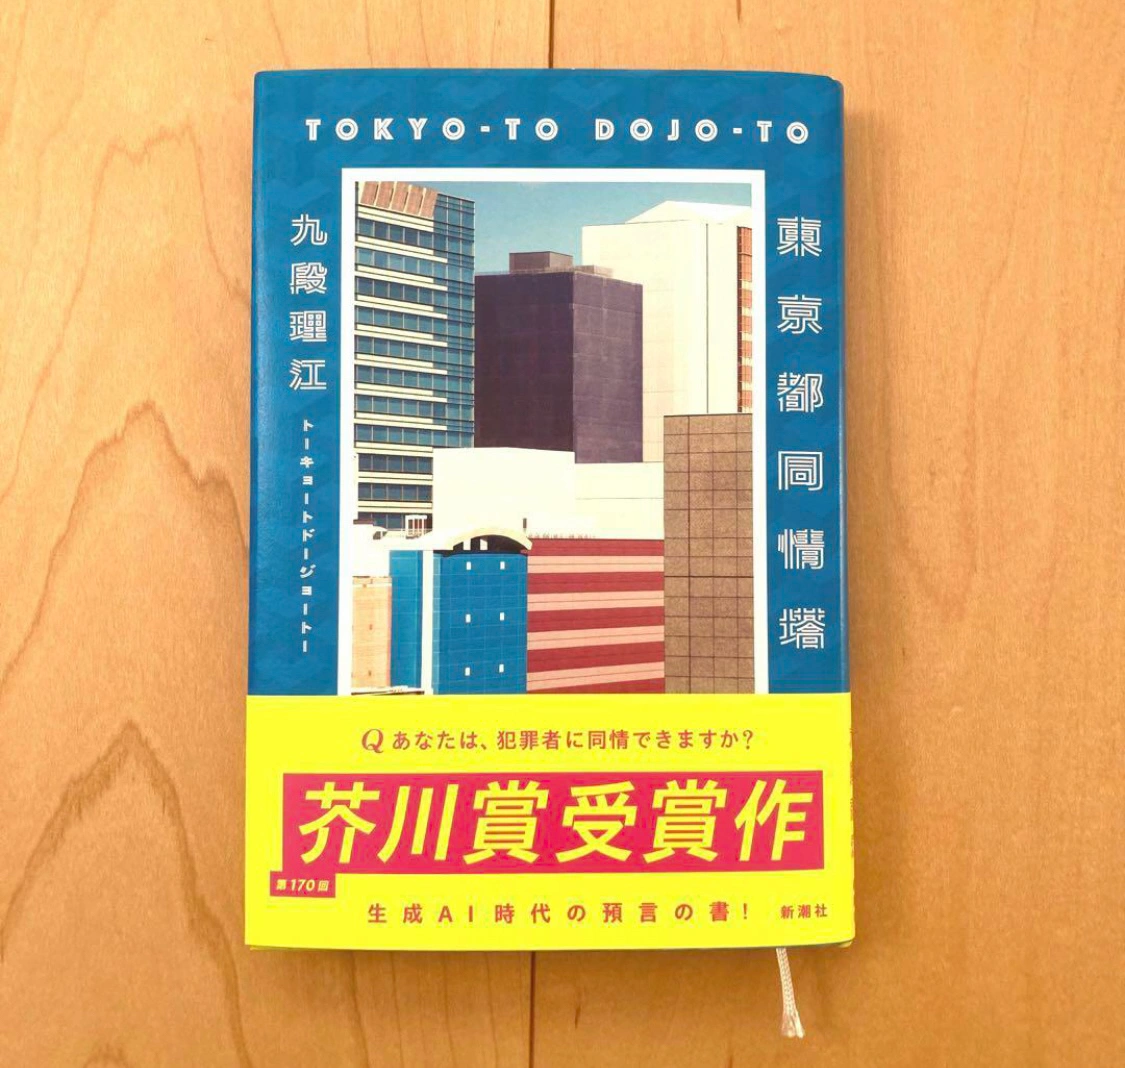 TOKYO-TO DOJO-TO
東京都同情塔
九段理江
トーキョートドージョートー
Q あなたは、犯罪者に同情できますか?
芥川賞受賞作
第170回
生成AI時代の預言の書!
新潮社